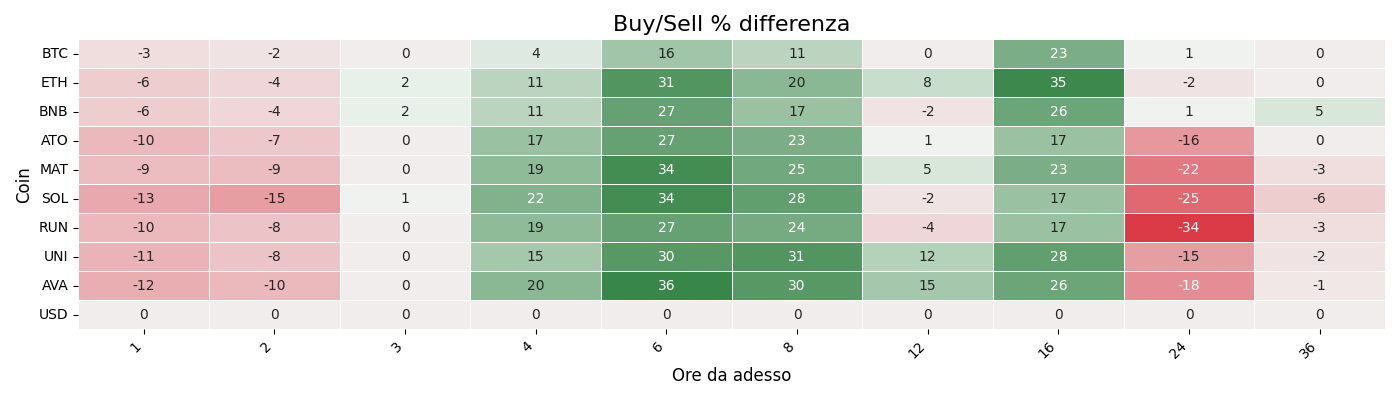 Buy/Sell % differenza
Coin
BTC -3 -2 0 4 16 11 0 23 1 0
ETH -6 -4 2 11 31 20 8 35 -2 0
BNB -6 -4 2 11 27 17 -2 26 1 5
ATO -10 -7 0 17 27 23 1 17 -16 0
MAT -9 -9 0 19 34 25 5 23 -22 -3
SOL -13 -15 1 22 34 28 -2 17 -25 -6
RUN -10 -8 0 19 27 24 -4 17 -34 -3
UNI -11 -8 0 15 30 31 12 28 -15 -2
AVA -12 -10 0 20 36 30 15 26 -18 -1
USD 0 0 0 0 0 0 0 0 0 0
1 2 3 4 6 8 12 16 24 36
Ore da adesso